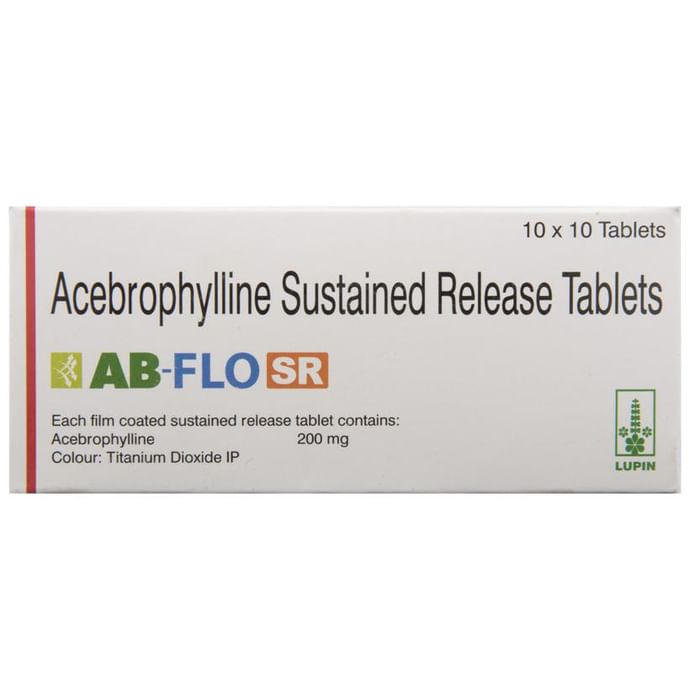 10 x 10 Tablets
Acebrophylline Sustained Release Tablets
AB-FLO SR
Each film coated sustained release tablet contains:
Acebrophylline 200 mg
Colour: Titanium Dioxide IP
LUPIN